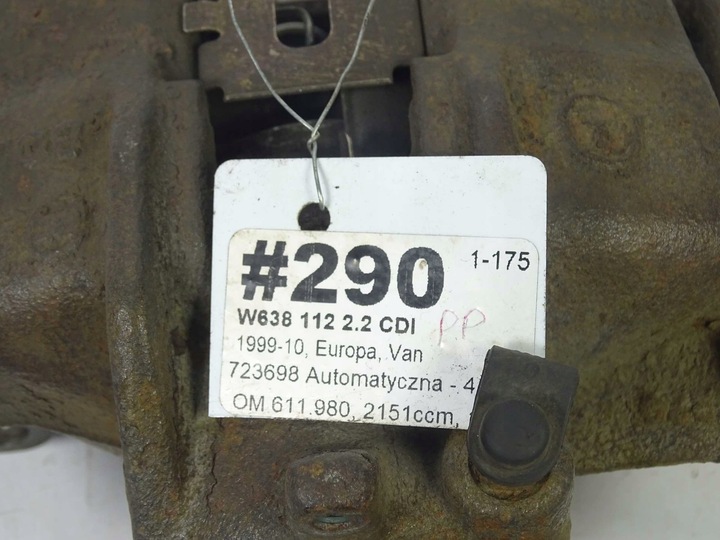 #290 1-175
W638 112 2.2 CDI PP
1999-10, Europa, Van
723698 Automatyczna - 4
OM 611.980, 2151ccm,